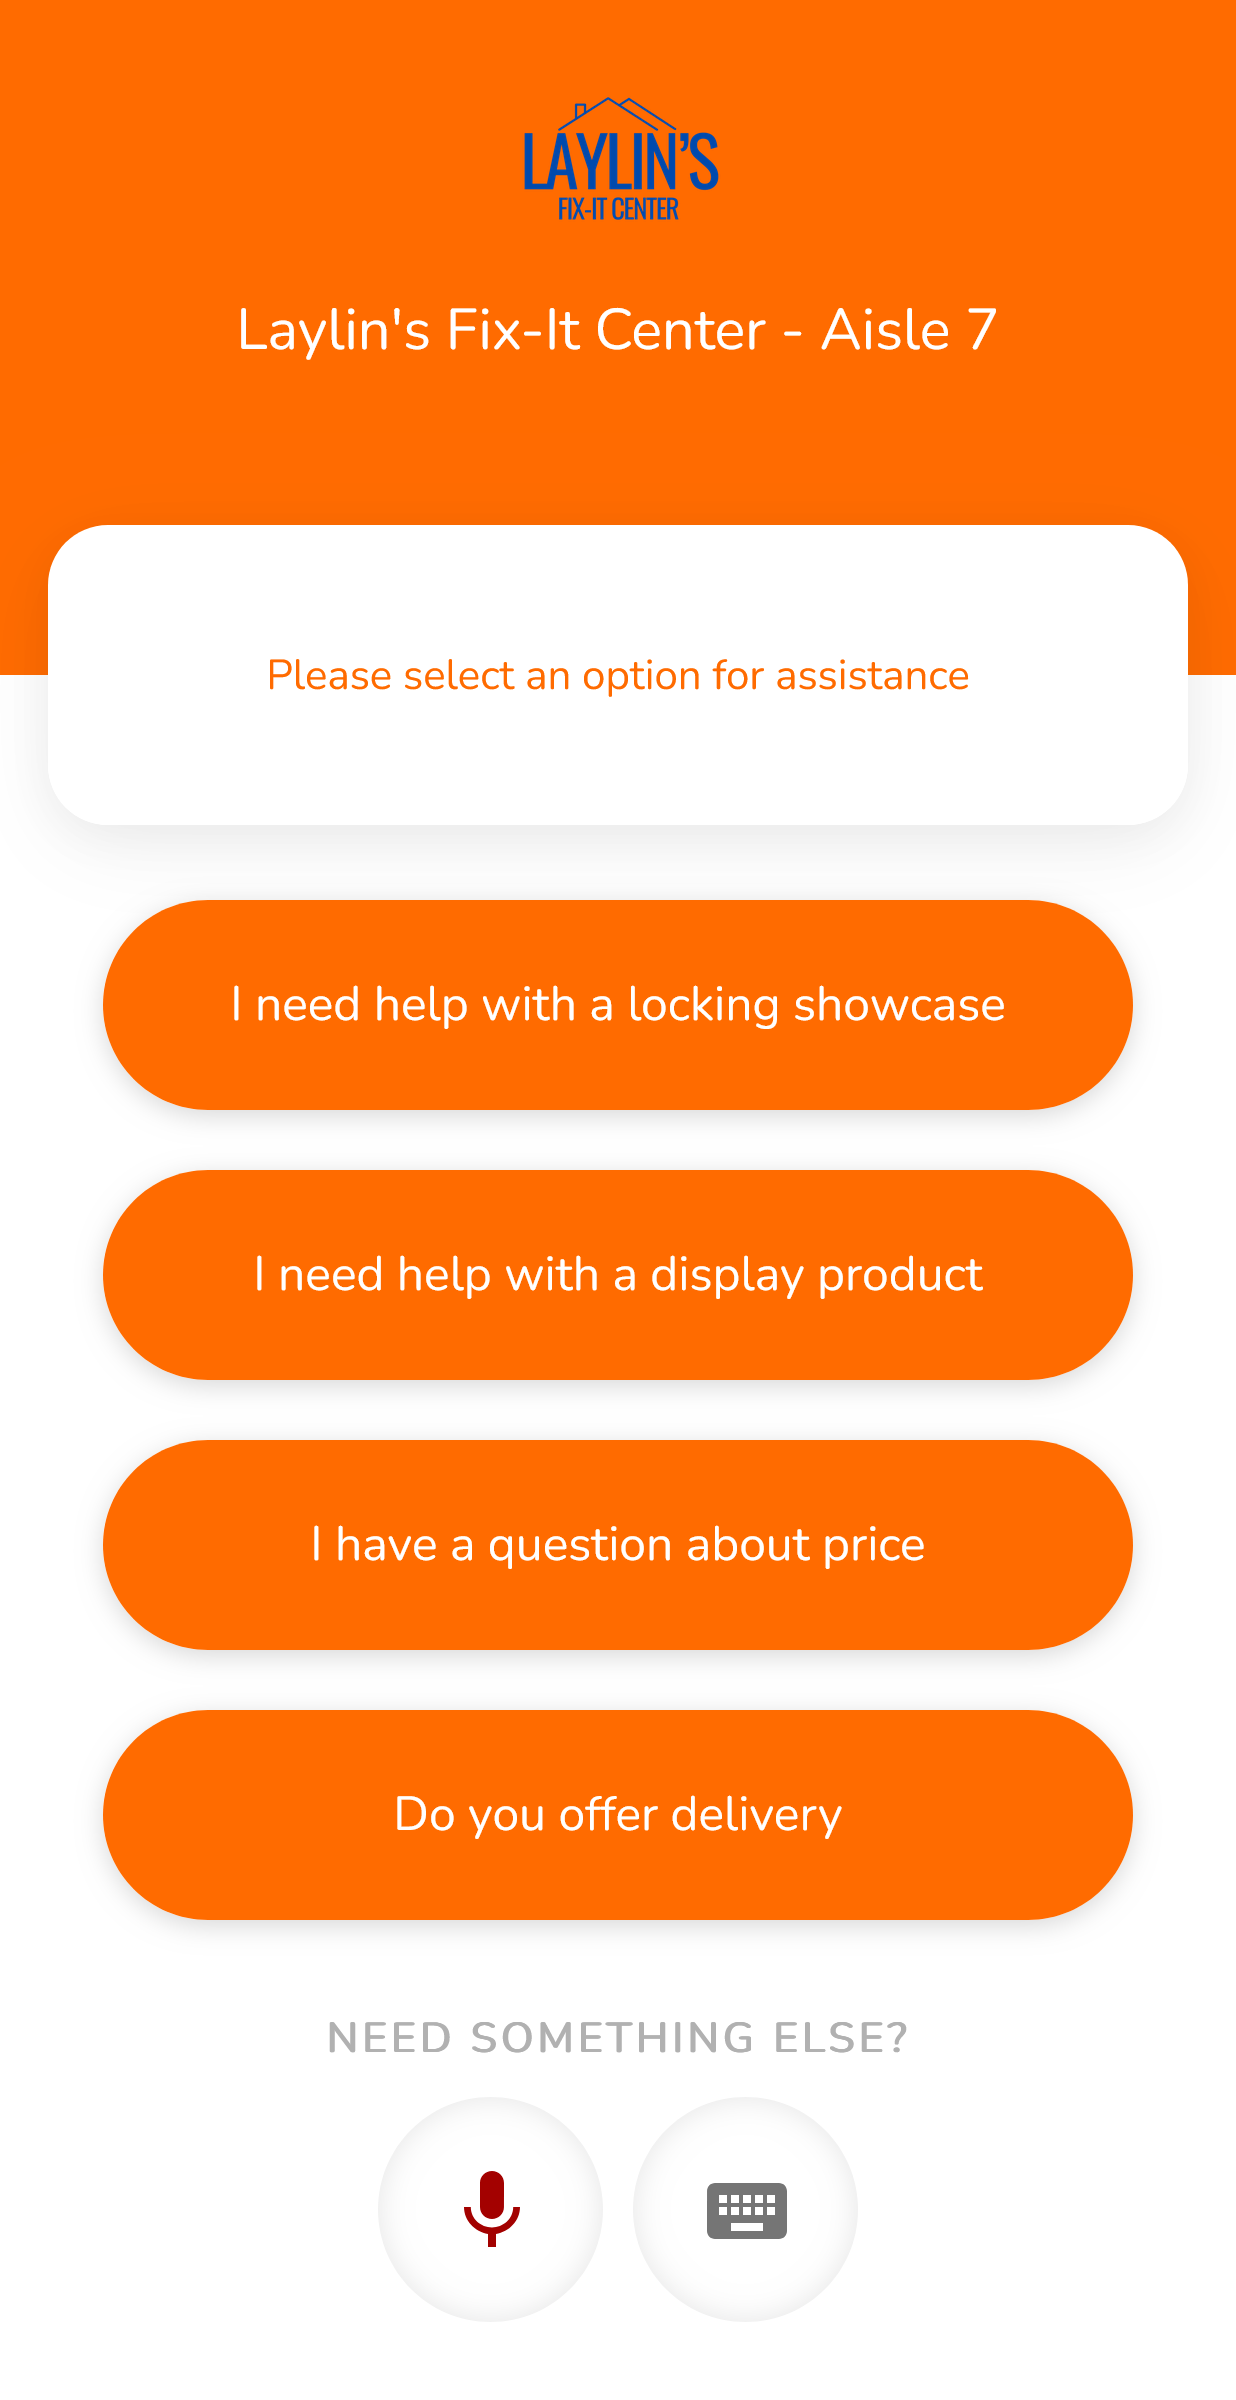 LAYLIN'S
FIX-IT CENTER
Laylin's Fix-It Center - Aisle 7
Please select an option for assistance
I need help with a locking showcase
I need help with a display product
I have a question about price
Do you offer delivery
NEED SOMETHING ELSE?